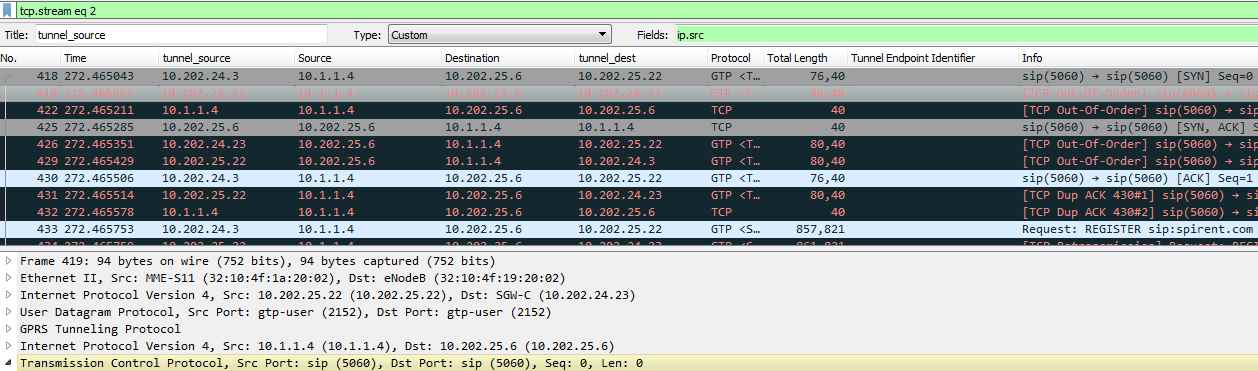 tcp.stream eq 2
Title: tunnel_source Type: Custom Fields: ip.src
No. Time tunnel_source Source Destination tunnel_dest Protocol Total Length Tunnel Endpoint Identifier Info
418 272.465043 10.202.24.3 10.1.1.4 10.202.25.6 10.202.25.22 GTP <T… 76,40 sip(5060) → sip(5060) [SYN] Seq=0
422 272.465211 10.1.1.4 10.1.1.4 10.202.25.6 10.202.25.6 TCP 40 [TCP Out-Of-Order] sip(5060) → sip
425 272.465285 10.202.25.6 10.202.25.6 10.1.1.4 10.1.1.4 TCP 40 sip(5060) → sip(5060) [SYN, ACK] S
426 272.465351 10.202.24.23 10.202.25.6 10.1.1.4 10.202.25.22 GTP <T… 80,40 [TCP Out-Of-Order] sip(5060) → sip
429 272.465429 10.202.25.22 10.202.25.6 10.1.1.4 10.202.24.3 GTP <T… 76,40 [TCP Out-Of-Order] sip(5060) → sip
430 272.465506 10.202.24.3 10.1.1.4 10.202.25.6 10.202.25.22 GTP <T… 76,40 sip(5060) → sip(5060) [ACK] Seq=1
431 272.465514 10.202.25.22 10.1.1.4 10.202.25.6 10.202.24.23 GTP <T… 80,40 [TCP Dup ACK 430#1] sip(5060) → si
432 272.465578 10.1.1.4 10.1.1.4 10.202.25.6 10.202.25.6 TCP 40 [TCP Dup ACK 430#2] sip(5060) → si
433 272.465753 10.202.24.3 10.1.1.4 10.202.25.6 10.202.25.22 GTP <S… 857,821 Request: REGISTER sip:spirent.com
Frame 419: 94 bytes on wire (752 bits), 94 bytes captured (752 bits)
Ethernet II, Src: MME-S11 (32:10:4f:1a:20:02), Dst: eNodeB (32:10:4f:19:20:02)
Internet Protocol Version 4, Src: 10.202.25.22 (10.202.25.22), Dst: SGW-C (10.202.24.23)
User Datagram Protocol, Src Port: gtp-user (2152), Dst Port: gtp-user (2152)
GPRS Tunneling Protocol
Internet Protocol Version 4, Src: 10.1.1.4 (10.1.1.4), Dst: 10.202.25.6 (10.202.25.6)
Transmission Control Protocol, Src Port: sip (5060), Dst Port: sip (5060), Seq: 0, Len: 0